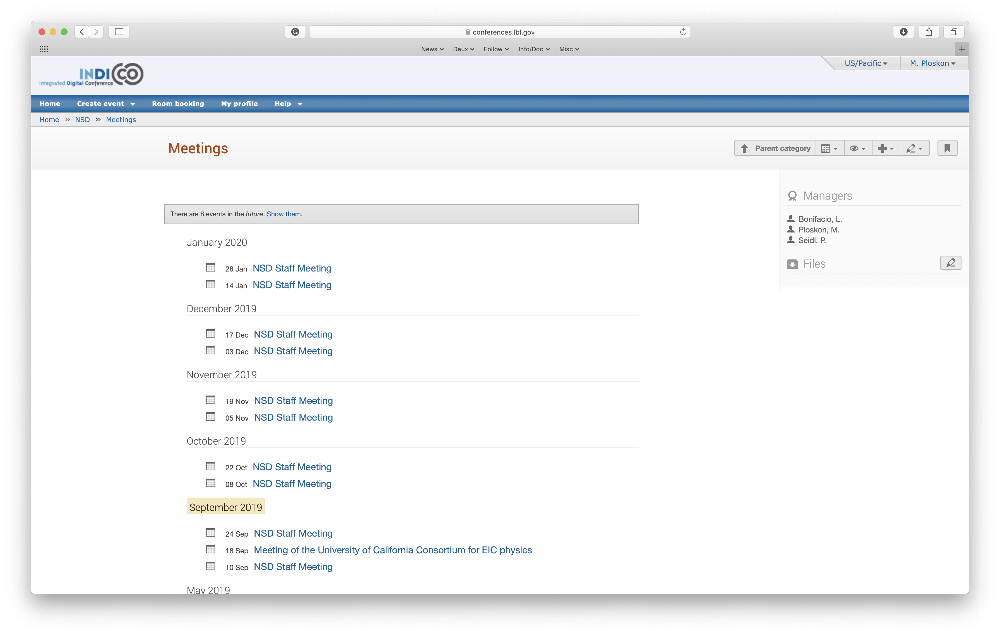 conferences.lbl.gov
News Deux Follow Info/Doc Misc
INDICO
Integrated Digital Conference
US/Pacific M. Ploskon
Home Create event Room booking My profile Help
Home » NSD » Meetings
Meetings
Parent category
There are 8 events in the future. Show them.
January 2020
28 Jan NSD Staff Meeting
14 Jan NSD Staff Meeting
December 2019
17 Dec NSD Staff Meeting
03 Dec NSD Staff Meeting
November 2019
19 Nov NSD Staff Meeting
05 Nov NSD Staff Meeting
October 2019
22 Oct NSD Staff Meeting
08 Oct NSD Staff Meeting
September 2019
24 Sep NSD Staff Meeting
18 Sep Meeting of the University of California Consortium for EIC physics
10 Sep NSD Staff Meeting
May 2019
Managers
Bonifacio, L.
Ploskon, M.
Seidl, P.
Files